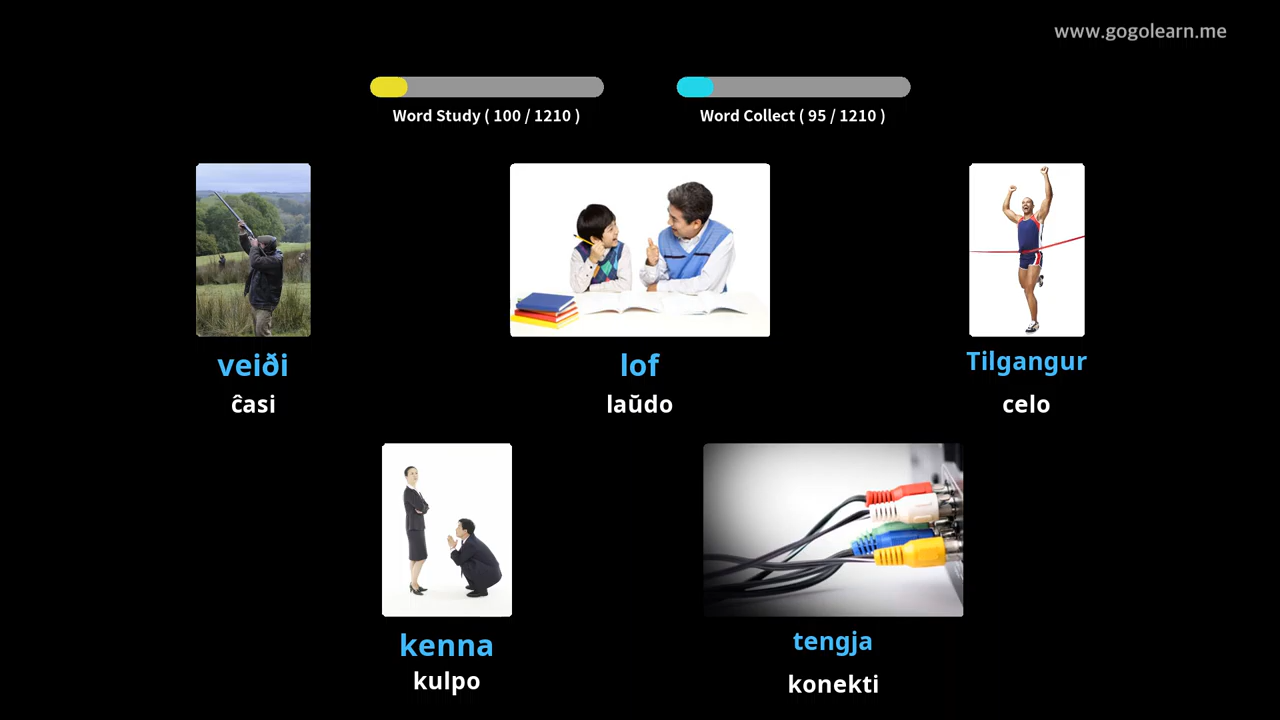 www.gogolearn.me
Word Study ( 100 / 1210 )
Word Collect ( 95 / 1210 )
veiði
ĉasi
lof
laŭdo
Tilgangur
celo
kenna
kulpo
tengja
konekti